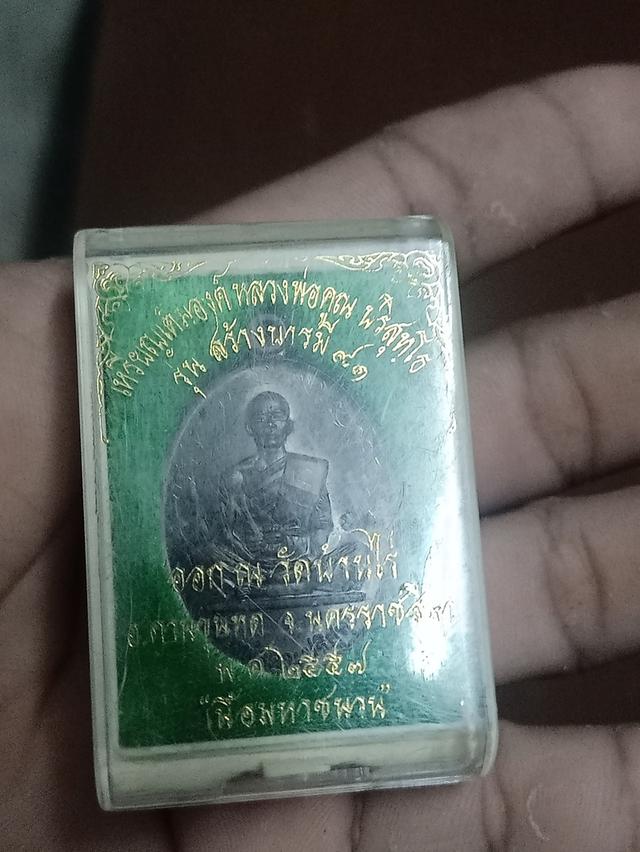 เหรียญเต็มองค์ หลวงพ่อคูณ ปริสุทฺโธ
รุ่น สร้างบารมี ๙๑
ออก ณ วัดบ้านไร่
อ.ด่านขุนทด จ.นครราชสีมา
พ.ศ.๒๕๕๗
"เนื้อมหาชนวน"